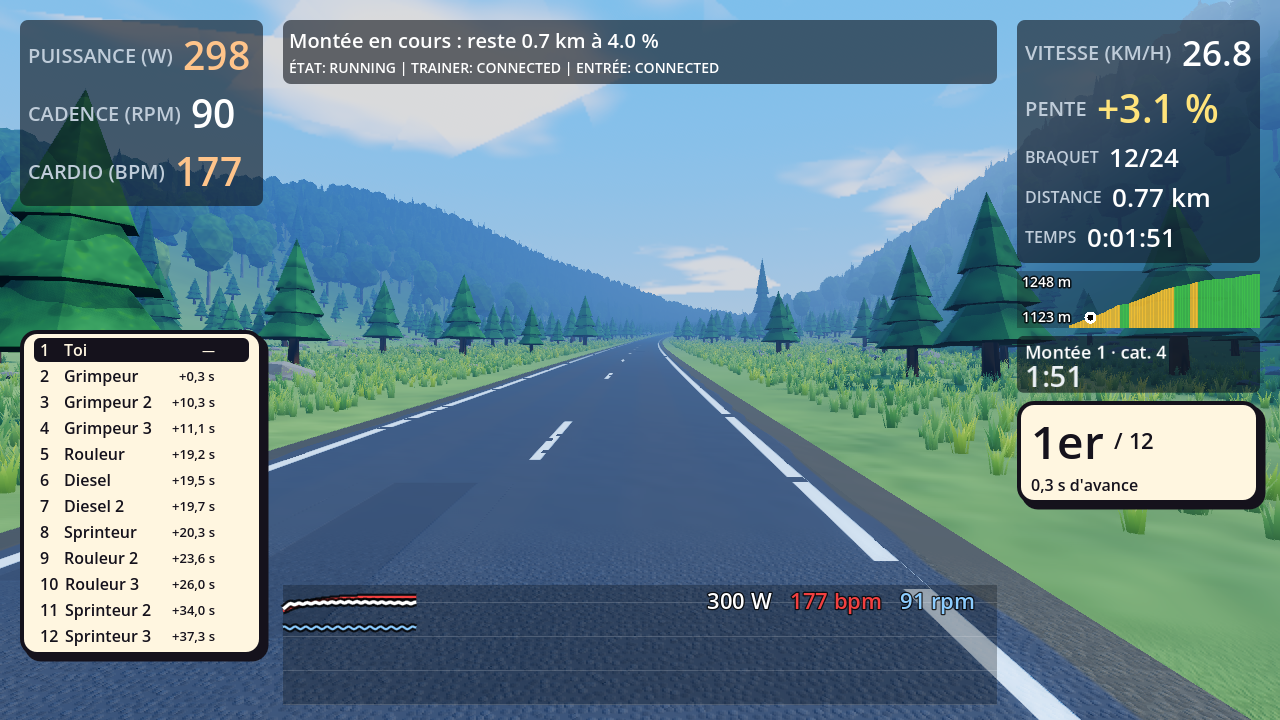 PUISSANCE (W) 298
CADENCE (RPM) 90
CARDIO (BPM) 177
Montée en cours : reste 0.7 km à 4.0 %
ÉTAT: RUNNING | TRAINER: CONNECTED | ENTRÉE: CONNECTED
VITESSE (KM/H) 26.8
PENTE +3.1 %
BRAQUET 12/24
DISTANCE 0.77 km
TEMPS 0:01:51
1248 m
1123 m
Montée 1 · cat. 4
1:51
1er / 12
0,3 s d'avance
1 Toi —
2 Grimpeur +0,3 s
3 Grimpeur 2 +10,3 s
4 Grimpeur 3 +11,1 s
5 Rouleur +19,2 s
6 Diesel +19,5 s
7 Diesel 2 +19,7 s
8 Sprinteur +20,3 s
9 Rouleur 2 +23,6 s
10 Rouleur 3 +26,0 s
11 Sprinteur 2 +34,0 s
12 Sprinteur 3 +37,3 s
300 W 177 bpm 91 rpm